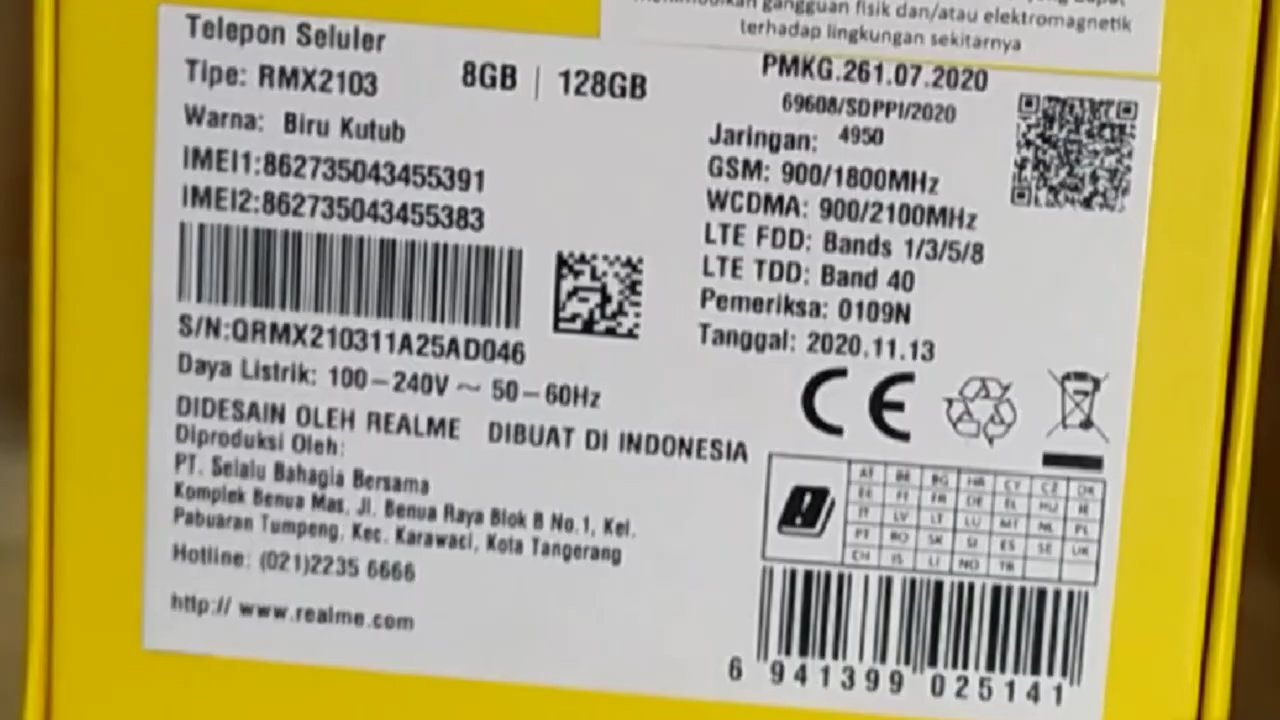 gangguan fisik dan/atau elektromagnetik
terhadap lingkungan sekitarnya
Telepon Seluler
Tipe: RMX2103 8GB | 128GB
Warna: Biru Kutub
IMEI1:862735043455391
IMEI2:862735043455383
S/N:QRMX210311A25AD046
Daya Listrik: 100–240V ~ 50–60Hz
DIDESAIN OLEH REALME DIBUAT DI INDONESIA
Diproduksi Oleh:
PT. Selalu Bahagia Bersama
Komplek Benua Mas, Jl. Benua Raya Blok B No.1, Kel.
Pabuaran Tumpeng, Kec. Karawaci, Kota Tangerang
Hotline: (021)2235 6666
http:// www.realme.com
PMKG.261.07.2020
69608/SDPPI/2020
4950
Jaringan:
GSM: 900/1800MHz
WCDMA: 900/2100MHz
LTE FDD: Bands 1/3/5/8
LTE TDD: Band 40
Pemeriksa: 0109N
Tanggal: 2020.11.13
CE
AT BE BG HR CY CZ DK
EE FI FR DE EL HU IE
IT LV LT LU MT NL PL
PT RO SK SI ES SE UK
CH IS LI NO TR
6 941399 025141